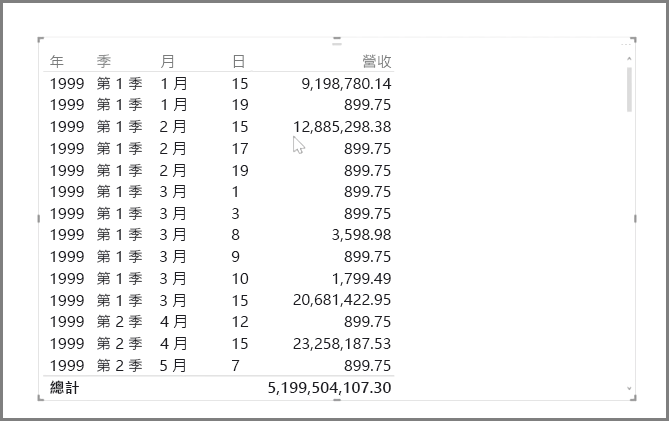 年 季 月 日 營收
1999 第 1 季 1 月 15 9,198,780.14
1999 第 1 季 1 月 19 899.75
1999 第 1 季 2 月 15 12,885,298.38
1999 第 1 季 2 月 17 899.75
1999 第 1 季 2 月 19 899.75
1999 第 1 季 3 月 1 899.75
1999 第 1 季 3 月 3 899.75
1999 第 1 季 3 月 8 3,598.98
1999 第 1 季 3 月 9 899.75
1999 第 1 季 3 月 10 1,799.49
1999 第 1 季 3 月 15 20,681,422.95
1999 第 2 季 4 月 12 899.75
1999 第 2 季 4 月 15 23,258,187.53
1999 第 2 季 5 月 7 899.75
總計 5,199,504,107.30